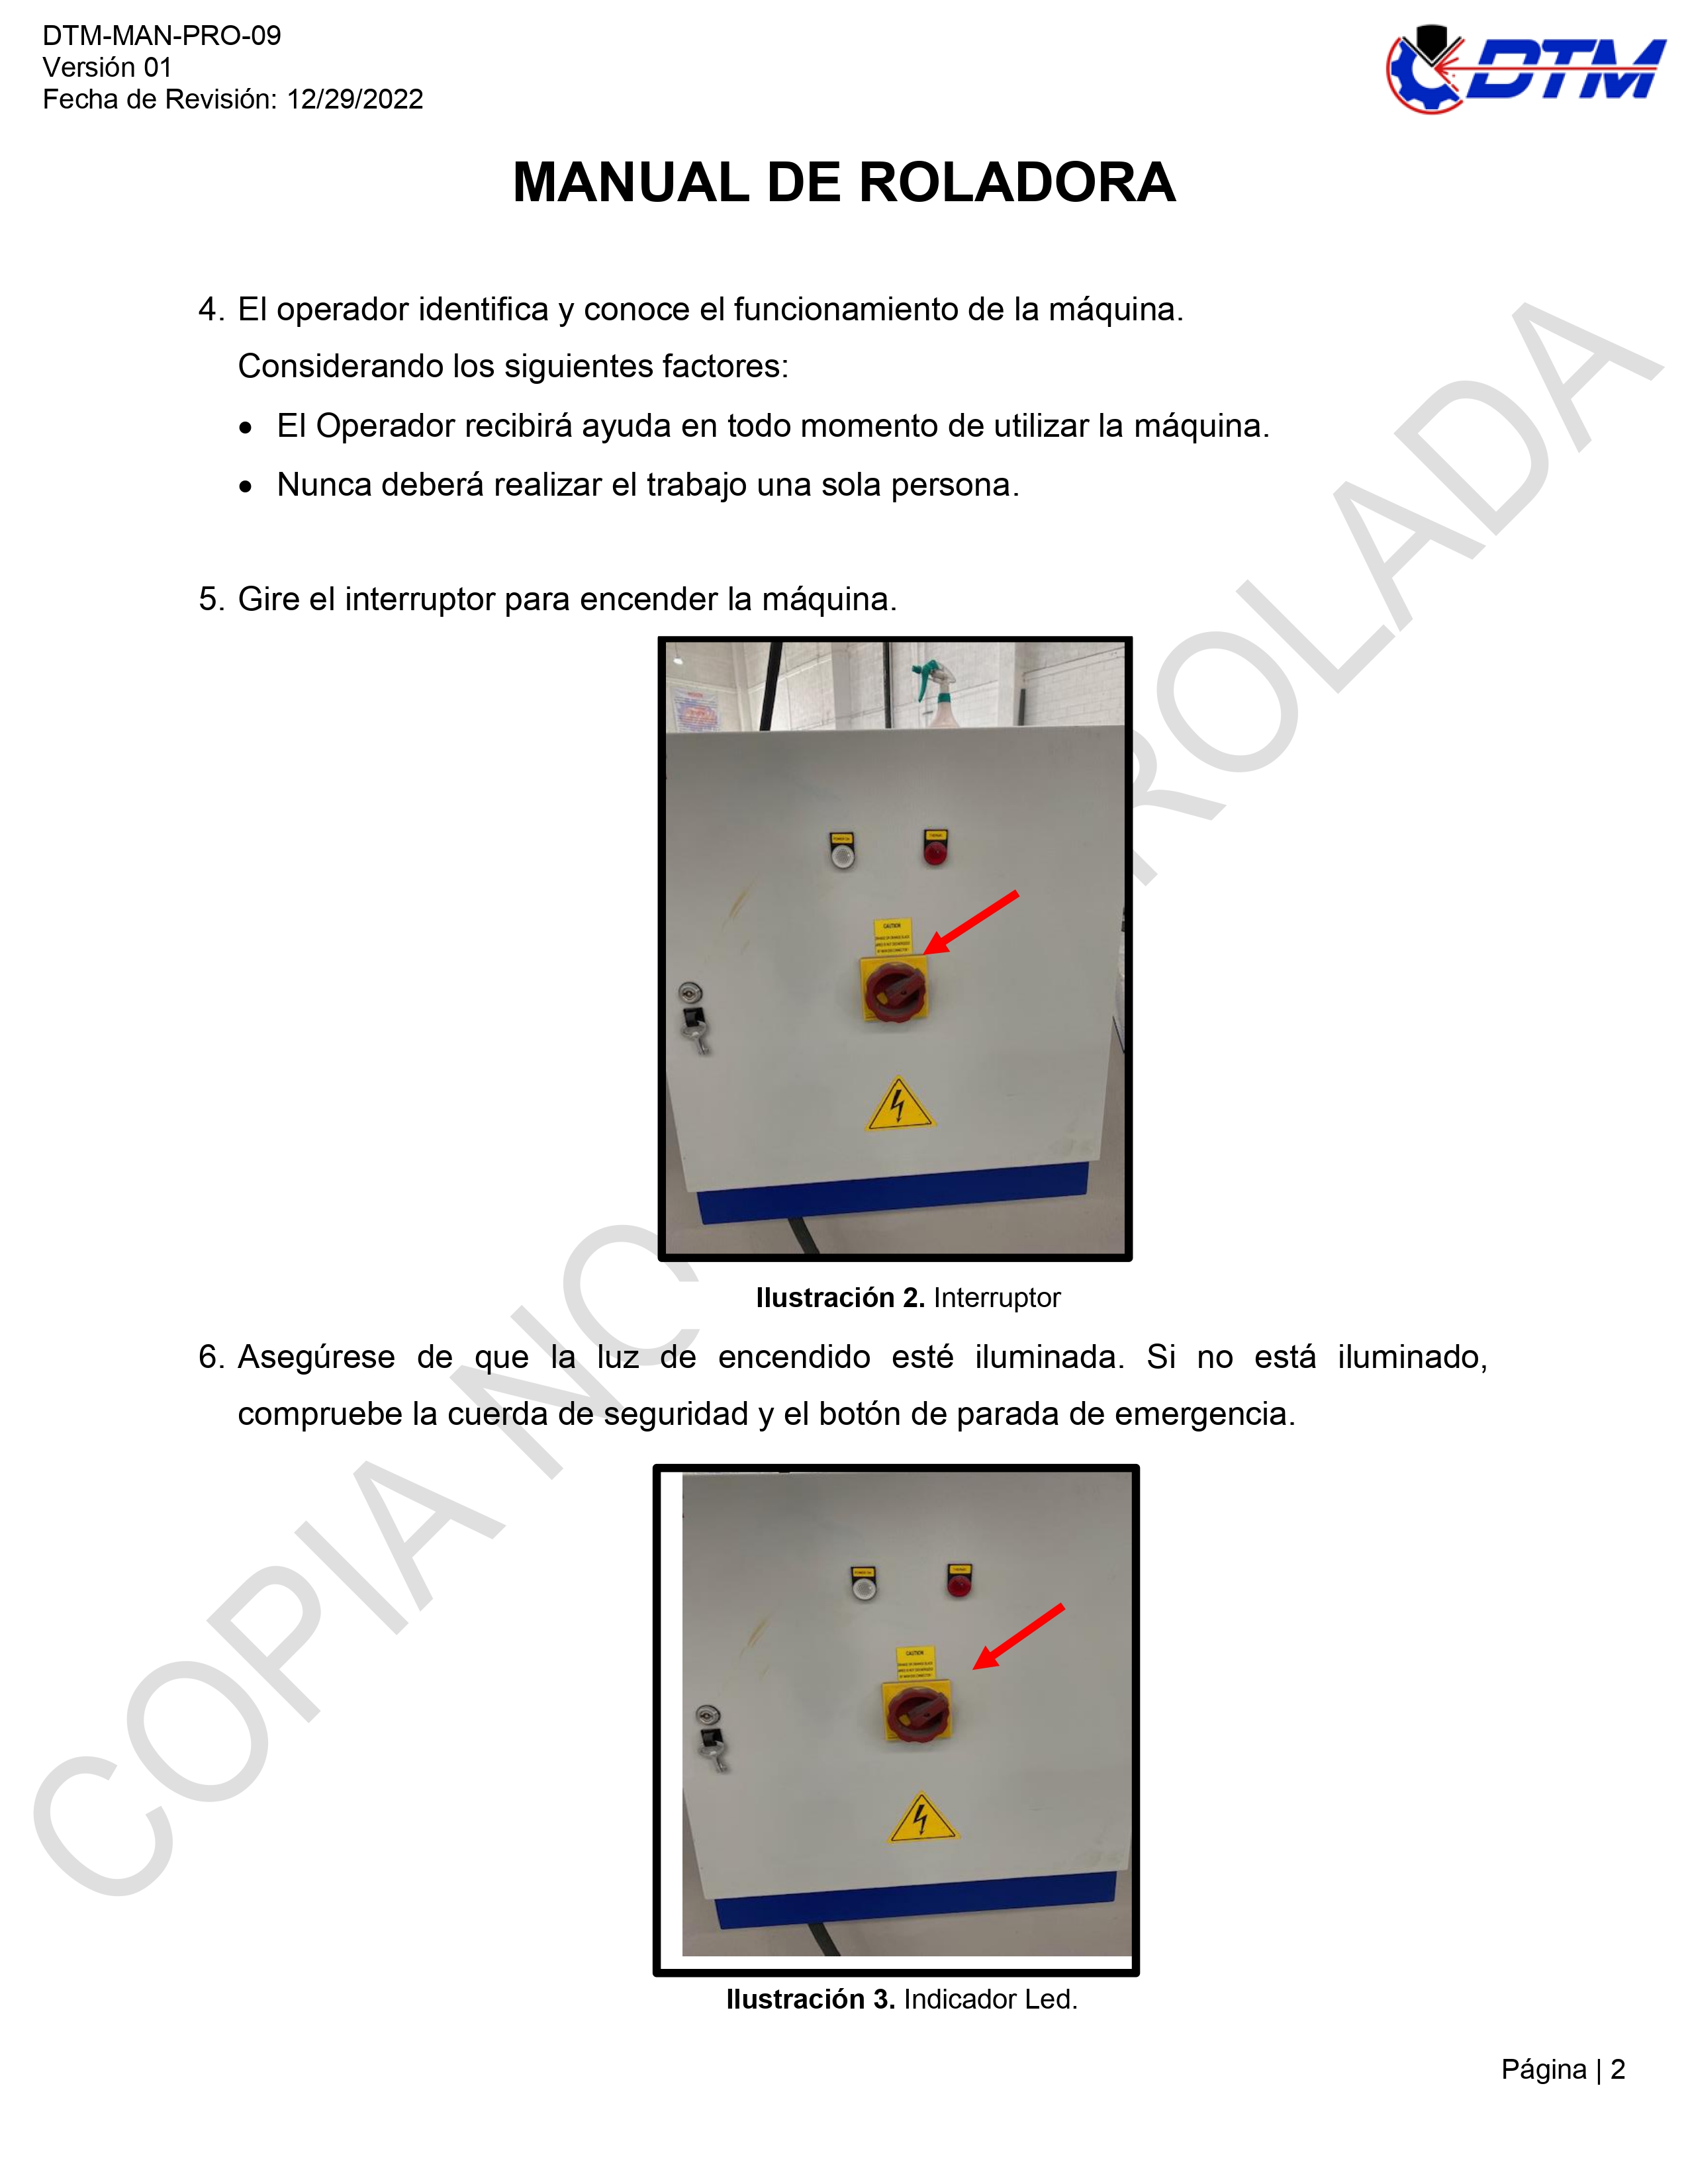 DTM-MAN-PRO-09
Versión 01
Fecha de Revisión: 12/29/2022
DTM
MANUAL DE ROLADORA
4. El operador identifica y conoce el funcionamiento de la máquina.
Considerando los siguientes factores:
• El Operador recibirá ayuda en todo momento de utilizar la máquina.
• Nunca deberá realizar el trabajo una sola persona.
5. Gire el interruptor para encender la máquina.
CAUTION
Ilustración 2. Interruptor
6. Asegúrese de que la luz de encendido esté iluminada. Si no está iluminado,
compruebe la cuerda de seguridad y el botón de parada de emergencia.
CAUTION
Ilustración 3. Indicador Led.
Página | 2
COPIA NO ROLADA